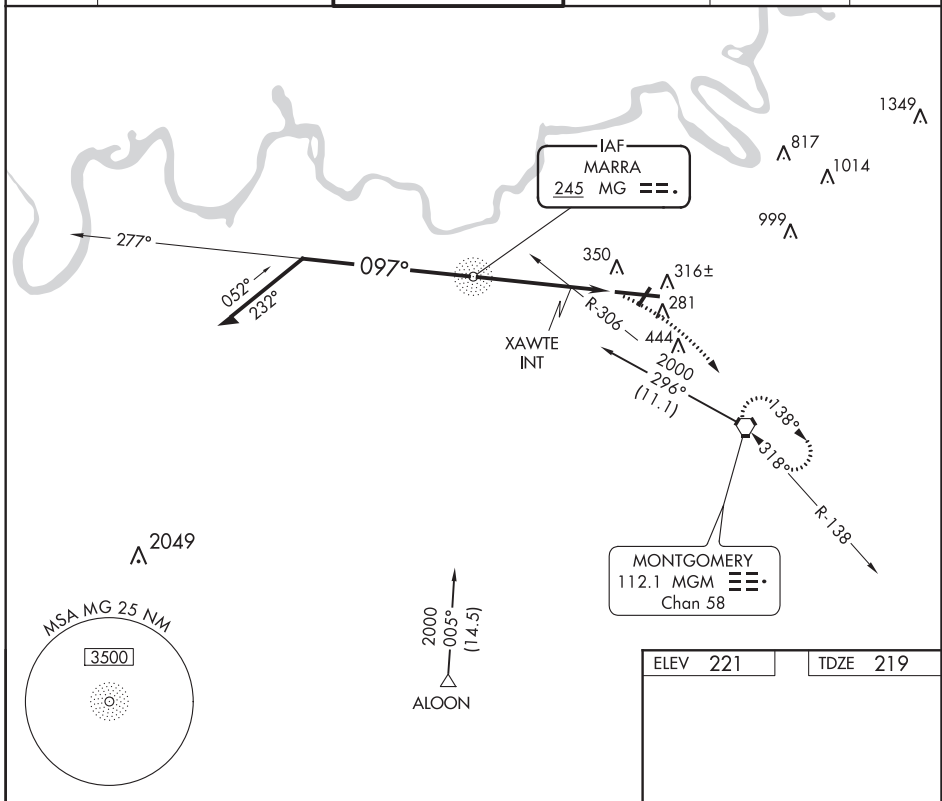 1349
817
1014
IAF
MARRA
245 MG
999
277°
097°
350
316±
281
052°
232°
R-306
444
XAWTE
INT
2000
296°
(11.1)
138°
318°
R-138
2049
MONTGOMERY
112.1 MGM
Chan 58
MSA MG 25 NM
3500
2000
005°
(14.5)
ALOON
ELEV 221
TDZE 219